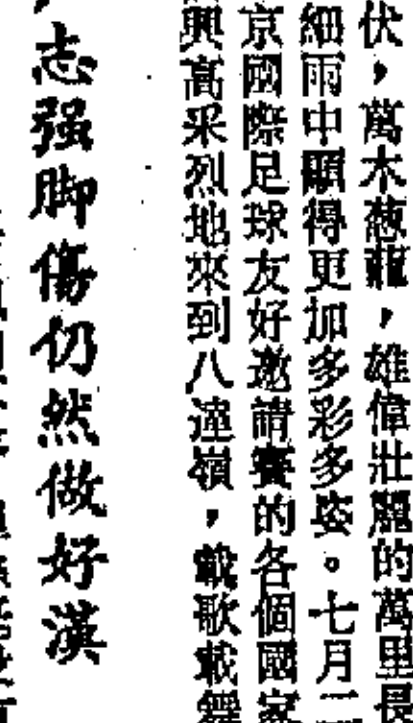 伏，萬木葱蘢，雄偉壯麗的萬里長
細雨中顯得更加多彩多姿。七月二
京國際足球友好邀請賽的各個國家
興高采烈地來到八達嶺，載歌載舞
志强脚傷仍然做好漢